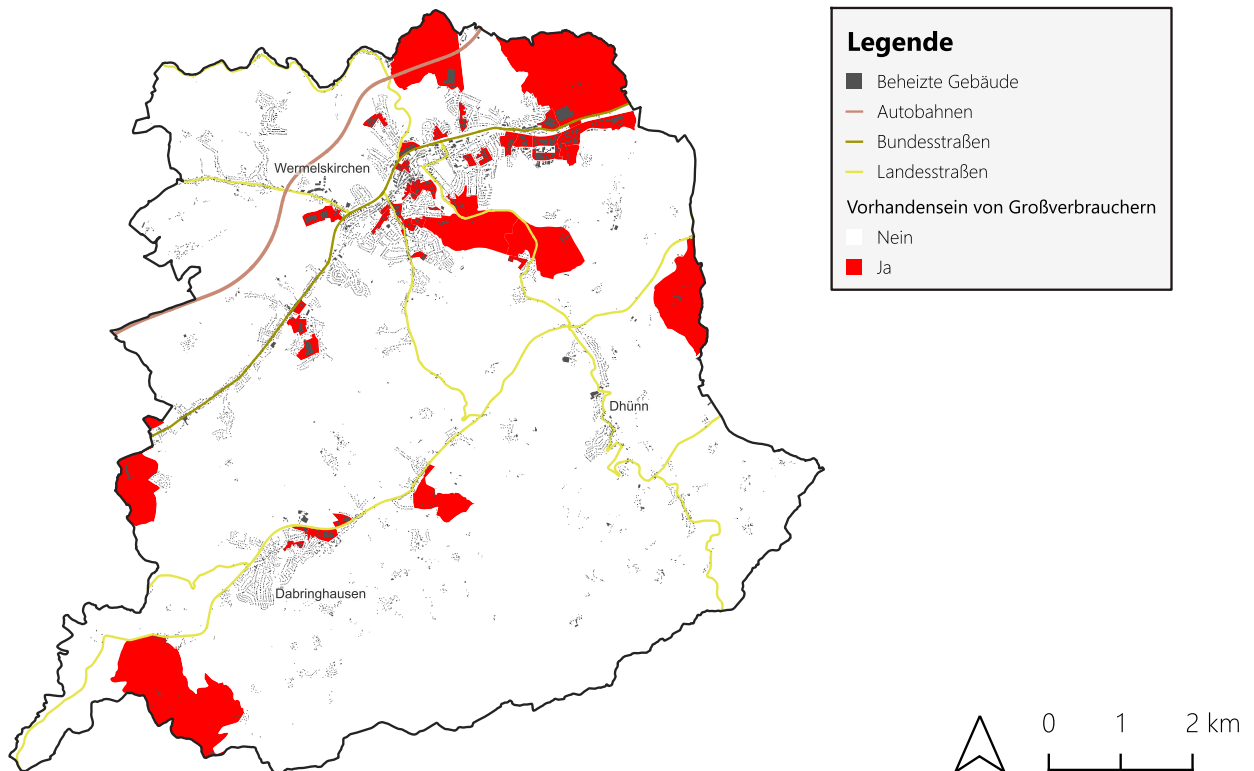 Legende
Beheizte Gebäude
Autobahnen
Bundesstraßen
Landesstraßen
Vorhandensein von Großverbrauchern
Nein
Ja
Wermelskirchen
Dhünn
Dabringhausen
0 1 2 km